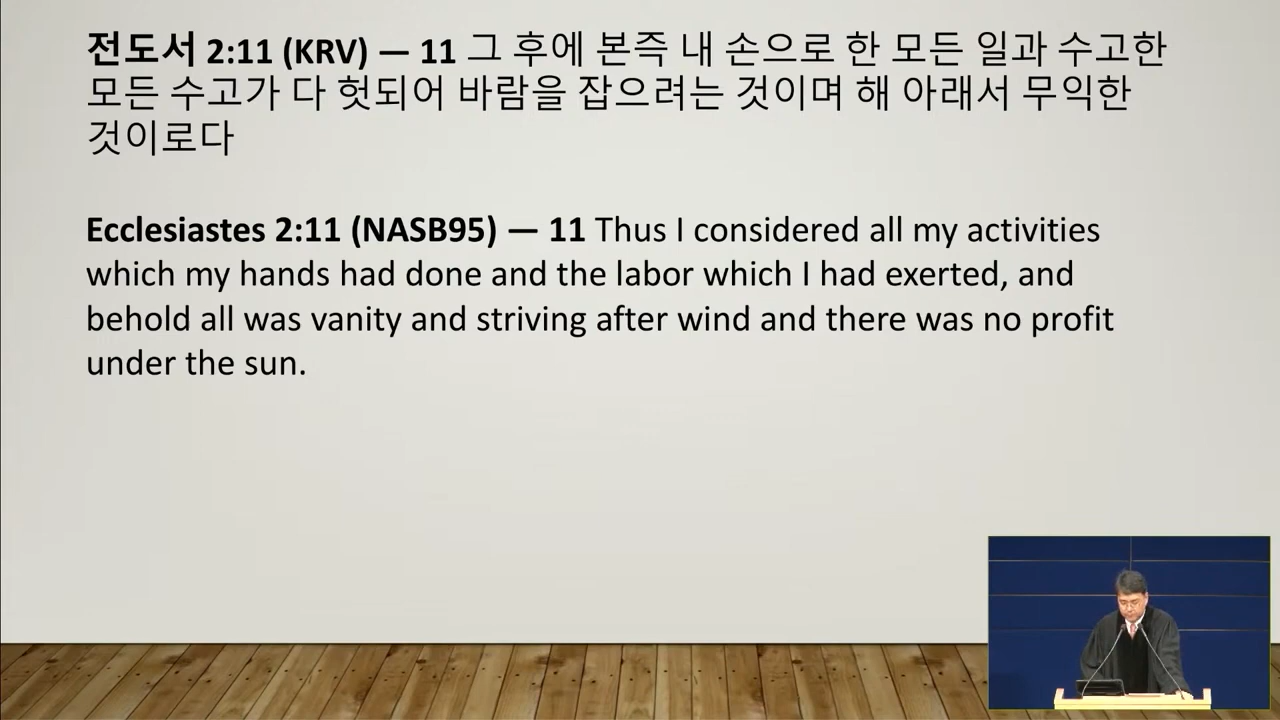 전도서 2:11 (KRV) — 11 그 후에 본즉 내 손으로 한 모든 일과 수고한
모든 수고가 다 헛되어 바람을 잡으려는 것이며 해 아래서 무익한
것이로다
Ecclesiastes 2:11 (NASB95) — 11 Thus I considered all my activities
which my hands had done and the labor which I had exerted, and
behold all was vanity and striving after wind and there was no profit
under the sun.